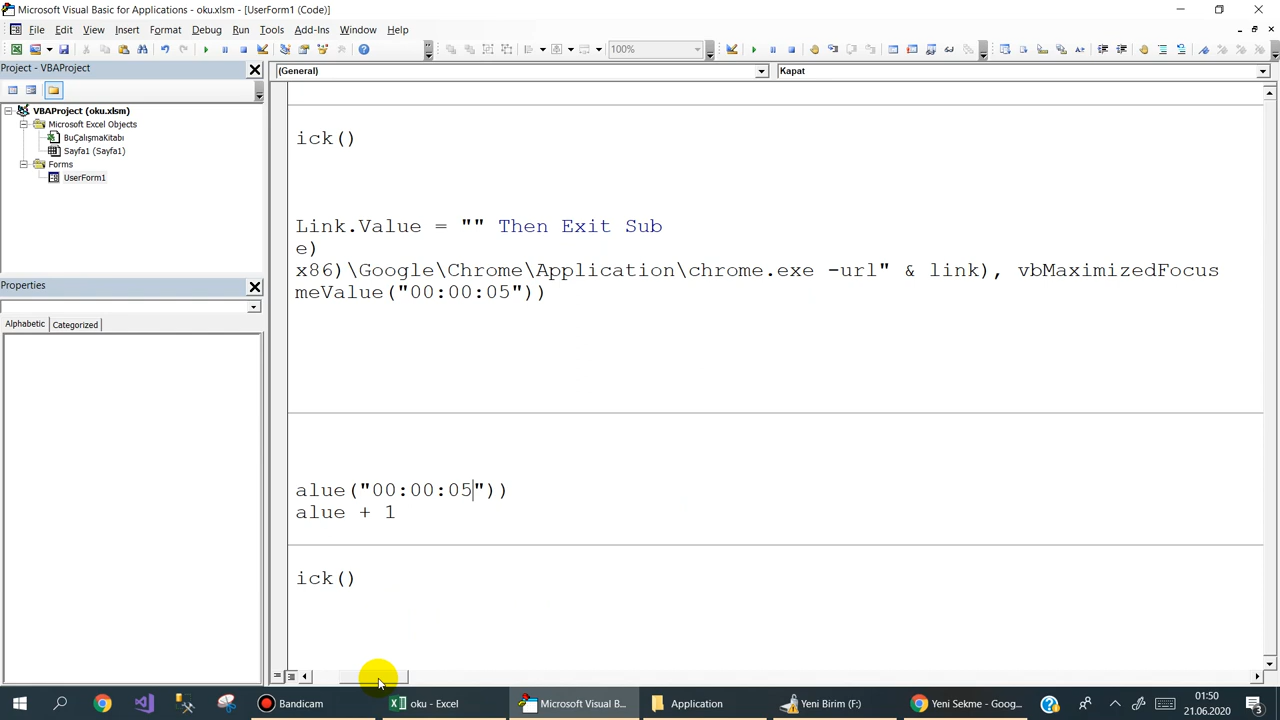 Microsoft Visual Basic for Applications - oku.xlsm - [UserForm1 (Code)]
File Edit View Insert Format Debug Run Tools Add-Ins Window Help
100%
Project - VBAProject
(General)
Kapat
VBAProject (oku.xlsm)
Microsoft Excel Objects
BuÇalışmaKitabı
Sayfa1 (Sayfa1)
Forms
UserForm1
Properties
Alphabetic Categorized
ick()
Link.Value = "" Then Exit Sub
e)
x86)\Google\Chrome\Application\chrome.exe -url" & link), vbMaximizedFocus
meValue("00:00:05"))
alue("00:00:05"))
alue + 1
ick()
Bandicam
oku - Excel
Microsoft Visual B...
Application
Yeni Birim (F:)
Yeni Sekme - Goog...
01:50
21.06.2020